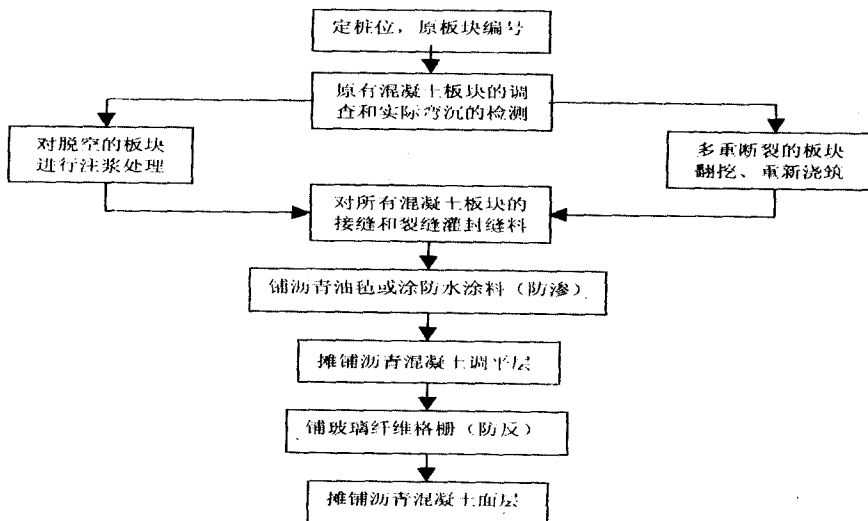 定桩位，原板块编号
原有混凝土板块的调
查和实际弯沉的检测
对脱空的板块
进行注浆处理
多重断裂的板块
翻挖、重新浇筑
对所有混凝土板块的
接缝和裂缝灌封缝料
铺沥青油毡或涂防水涂料（防渗）
摊铺沥青混凝土调平层
铺玻璃纤维格栅（防反）
摊铺沥青混凝土面层